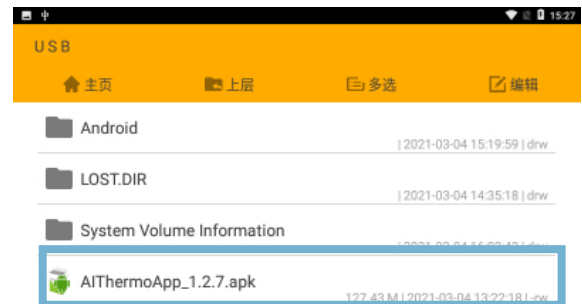 15:27
USB
主页 上层 多选 编辑
Android
| 2021-03-04 15:19:59 | drw
LOST.DIR
| 2021-03-04 14:35:18 | drw
System Volume Information
AIThermoApp_1.2.7.apk
127.43 M | 2021-03-04 13:22:18 | -rw